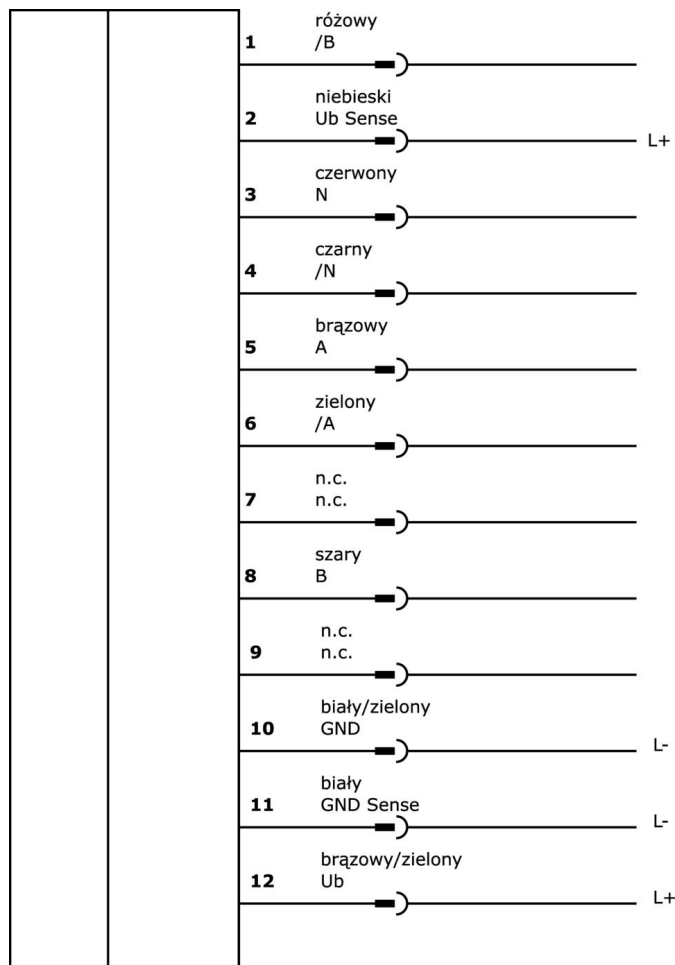 różowy
1 /B
niebieski
2 Ub Sense
L+
czerwony
3 N
czarny
4 /N
brązowy
5 A
zielony
6 /A
n.c.
7 n.c.
szary
8 B
n.c.
9 n.c.
biały/zielony
10 GND
L-
biały
11 GND Sense
L-
brązowy/zielony
12 Ub
L+